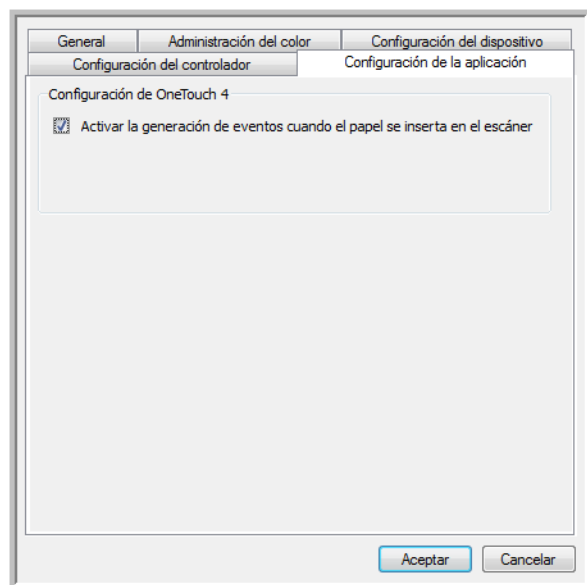 General
Administración del color
Configuración del dispositivo
Configuración del controlador
Configuración de la aplicación
Configuración de OneTouch 4
Activar la generación de eventos cuando el papel se inserta en el escáner
Aceptar
Cancelar